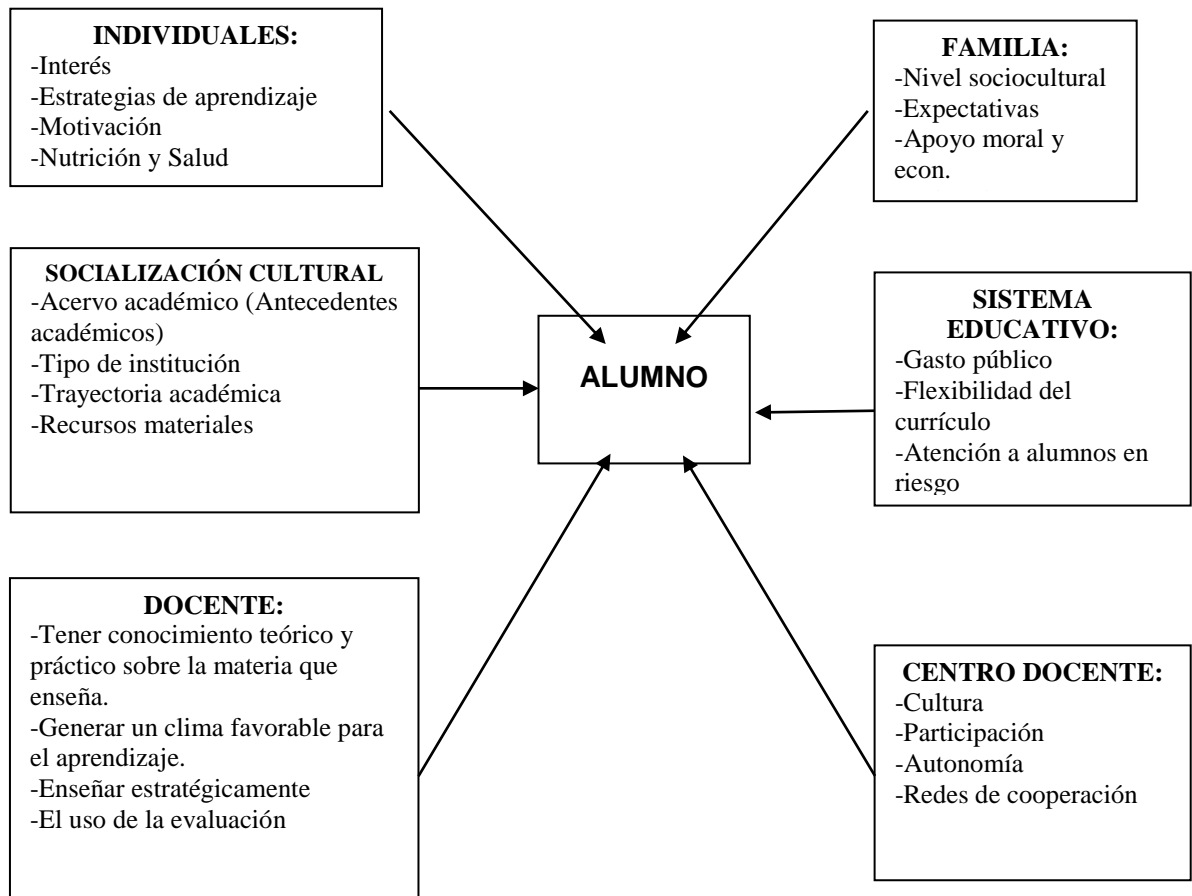 INDIVIDUALES:
-Interés
-Estrategias de aprendizaje
-Motivación
-Nutrición y Salud
FAMILIA:
-Nivel sociocultural
-Expectativas
-Apoyo moral y
econ.
SOCIALIZACIÓN CULTURAL
-Acervo académico (Antecedentes
académicos)
-Tipo de institución
-Trayectoria académica
-Recursos materiales
ALUMNO
SISTEMA
EDUCATIVO:
-Gasto público
-Flexibilidad del
currículo
-Atención a alumnos en
riesgo
DOCENTE:
-Tener conocimiento teórico y
práctico sobre la materia que
enseña.
-Generar un clima favorable para
el aprendizaje.
-Enseñar estratégicamente
-El uso de la evaluación
CENTRO DOCENTE:
-Cultura
-Participación
-Autonomía
-Redes de cooperación